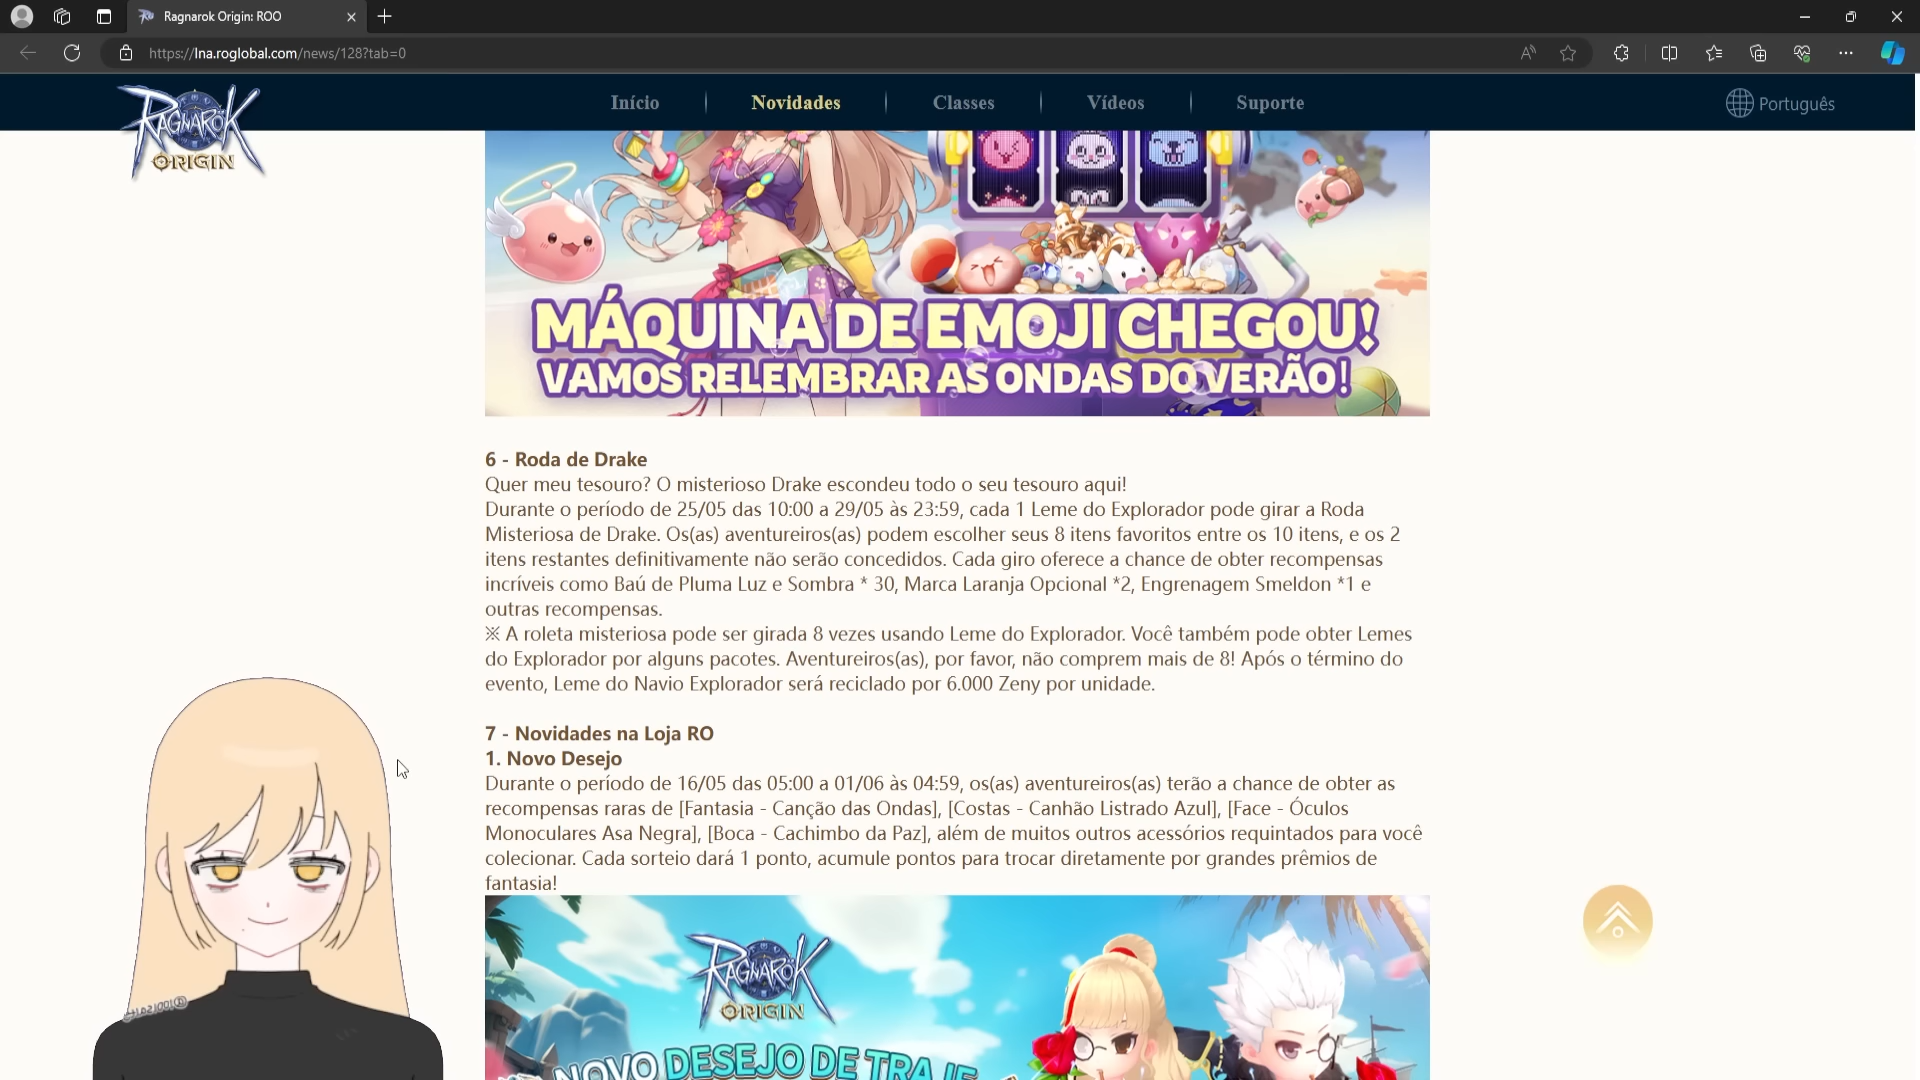 Ragnarok Origin: ROO
https://lna.roglobal.com/news/128?tab=0
RAGNAROK
ORIGIN
Início
Novidades
Classes
Vídeos
Suporte
Português
MÁQUINA DE EMOJI CHEGOU!
VAMOS RELEMBRAR AS ONDAS DO VERÃO!
6 - Roda de Drake
Quer meu tesouro? O misterioso Drake escondeu todo o seu tesouro aqui!
Durante o período de 25/05 das 10:00 a 29/05 às 23:59, cada 1 Leme do Explorador pode girar a Roda
Misteriosa de Drake. Os(as) aventureiros(as) podem escolher seus 8 itens favoritos entre os 10 itens, e os 2
itens restantes definitivamente não serão concedidos. Cada giro oferece a chance de obter recompensas
incríveis como Baú de Pluma Luz e Sombra * 30, Marca Laranja Opcional *2, Engrenagem Smeldon *1 e
outras recompensas.
※ A roleta misteriosa pode ser girada 8 vezes usando Leme do Explorador. Você também pode obter Lemes
do Explorador por alguns pacotes. Aventureiros(as), por favor, não comprem mais de 8! Após o término do
evento, Leme do Navio Explorador será reciclado por 6.000 Zeny por unidade.
7 - Novidades na Loja RO
1. Novo Desejo
Durante o período de 16/05 das 05:00 a 01/06 às 04:59, os(as) aventureiros(as) terão a chance de obter as
recompensas raras de [Fantasia - Canção das Ondas], [Costas - Canhão Listrado Azul], [Face - Óculos
Monoculares Asa Negra], [Boca - Cachimbo da Paz], além de muitos outros acessórios requintados para você
colecionar. Cada sorteio dará 1 ponto, acumule pontos para trocar diretamente por grandes prêmios de
fantasia!
RAGNAROK
ORIGIN
NOVO DESEJO DE TRAJE